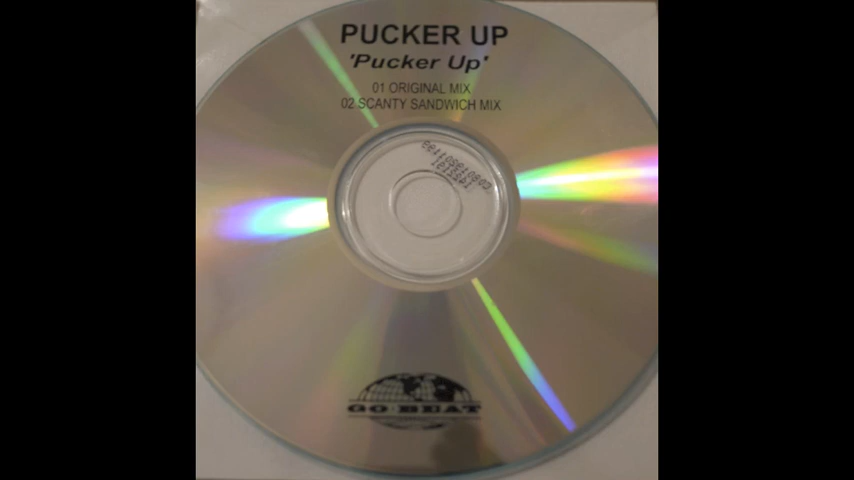 PUCKER UP
'Pucker Up'
01 ORIGINAL MIX
02 SCANTY SANDWICH MIX
GO·BEAT